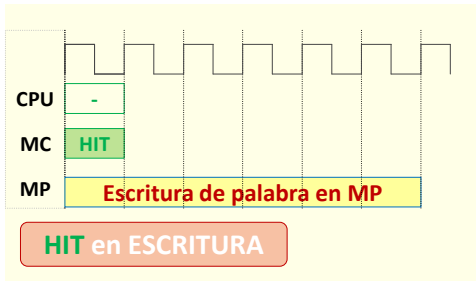 CPU -
MC HIT
MP Escritura de palabra en MP
HIT en ESCRITURA